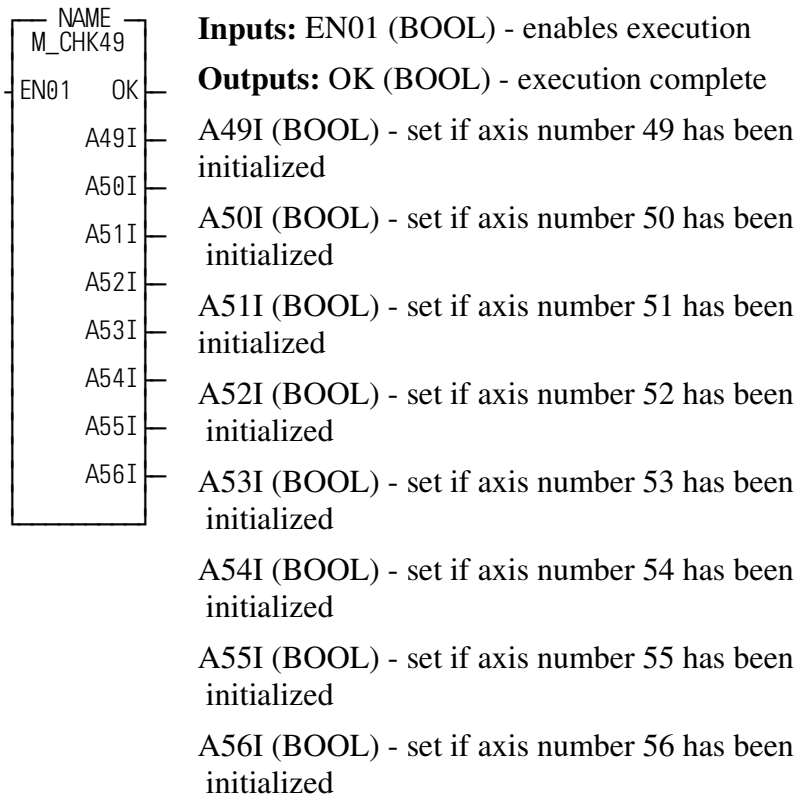 NAME
M_CHK49
EN01 OK
A49I
A50I
A51I
A52I
A53I
A54I
A55I
A56I
Inputs: EN01 (BOOL) - enables execution
Outputs: OK (BOOL) - execution complete
A49I (BOOL) - set if axis number 49 has been
initialized
A50I (BOOL) - set if axis number 50 has been
initialized
A51I (BOOL) - set if axis number 51 has been
initialized
A52I (BOOL) - set if axis number 52 has been
initialized
A53I (BOOL) - set if axis number 53 has been
initialized
A54I (BOOL) - set if axis number 54 has been
initialized
A55I (BOOL) - set if axis number 55 has been
initialized
A56I (BOOL) - set if axis number 56 has been
initialized